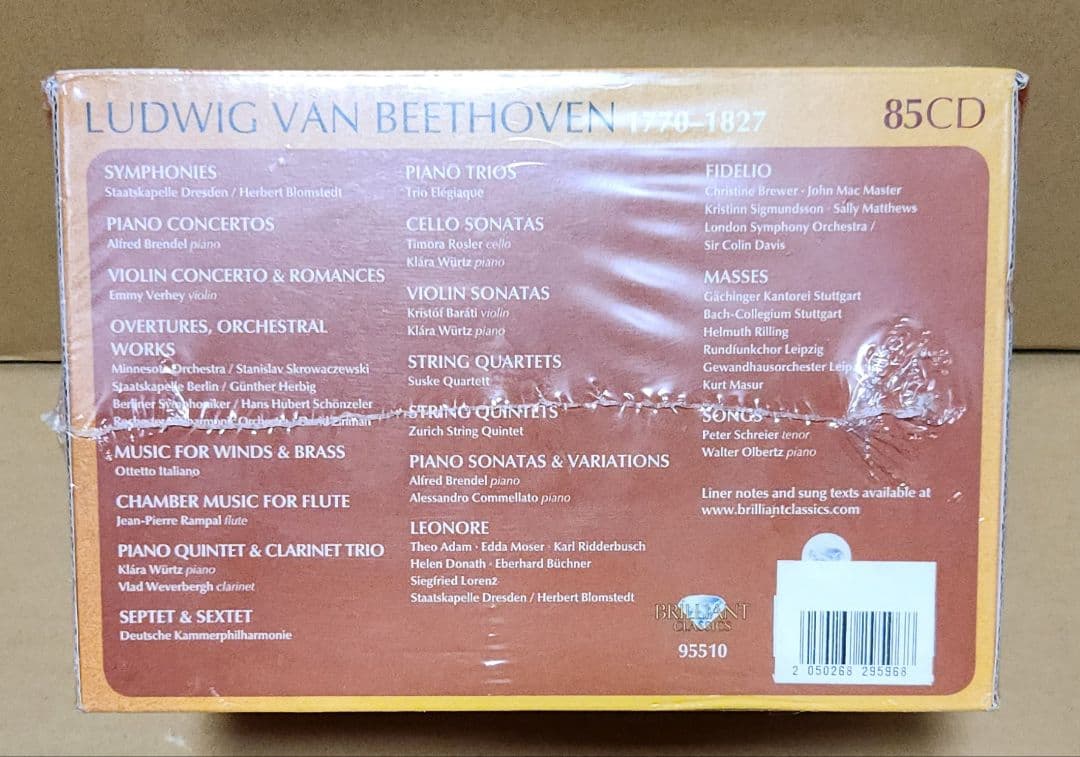 LUDWIG VAN BEETHOVEN 1770–1827
85CD
SYMPHONIES
Staatskapelle Dresden / Herbert Blomstedt
PIANO CONCERTOS
Alfred Brendel piano
VIOLIN CONCERTO & ROMANCES
Emmy Verhey violin
OVERTURES, ORCHESTRAL
WORKS
Minnesota Orchestra / Stanislav Skrowaczewski
Staatskapelle Berlin / Günther Herbig
Berliner Symphoniker / Hans Hubert Schönzeler
Rochester Philharmonic Orchestra / David Zinman
MUSIC FOR WINDS & BRASS
Ottetto Italiano
CHAMBER MUSIC FOR FLUTE
Jean-Pierre Rampal flute
PIANO QUINTET & CLARINET TRIO
Klára Würtz piano
Vlad Weverbergh clarinet
SEPTET & SEXTET
Deutsche Kammerphilharmonie
PIANO TRIOS
Trio Elégiaque
CELLO SONATAS
Timora Rosler cello
Klára Würtz piano
VIOLIN SONATAS
Kristóf Baráti violin
Klára Würtz piano
STRING QUARTETS
Suske Quartett
STRING QUINTETS
Zurich String Quintet
PIANO SONATAS & VARIATIONS
Alfred Brendel piano
Alessandro Commellato piano
LEONORE
Theo Adam · Edda Moser · Karl Ridderbusch
Helen Donath · Eberhard Büchner
Siegfried Lorenz
Staatskapelle Dresden / Herbert Blomstedt
FIDELIO
Christine Brewer · John Mac Master
Kristinn Sigmundsson · Sally Matthews
London Symphony Orchestra /
Sir Colin Davis
MASSES
Gächinger Kantorei Stuttgart
Bach-Collegium Stuttgart
Helmuth Rilling
Rundfunkchor Leipzig
Gewandhausorchester Leipzig
Kurt Masur
SONGS
Peter Schreier tenor
Walter Olbertz piano
Liner notes and sung texts available at
www.brilliantclassics.com
BRILLIANT
CLASSICS
95510
2 050268 295968